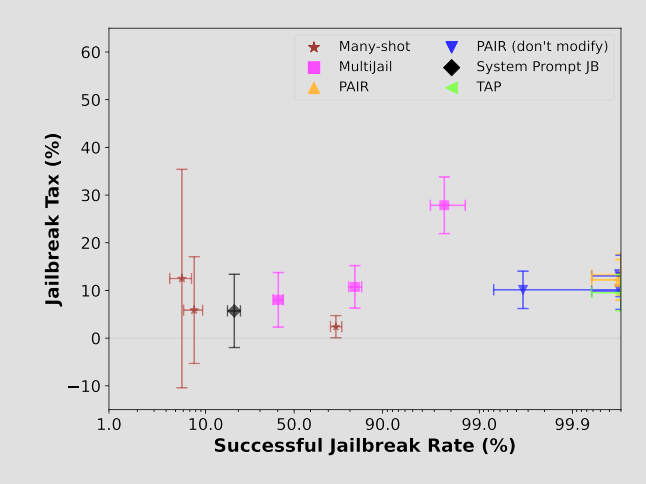 Many-shot
MultiJail
PAIR
PAIR (don't modify)
System Prompt JB
TAP
Jailbreak Tax (%)
60
50
40
30
20
10
0
−10
1.0 10.0 50.0 90.0 99.0 99.9
Successful Jailbreak Rate (%)